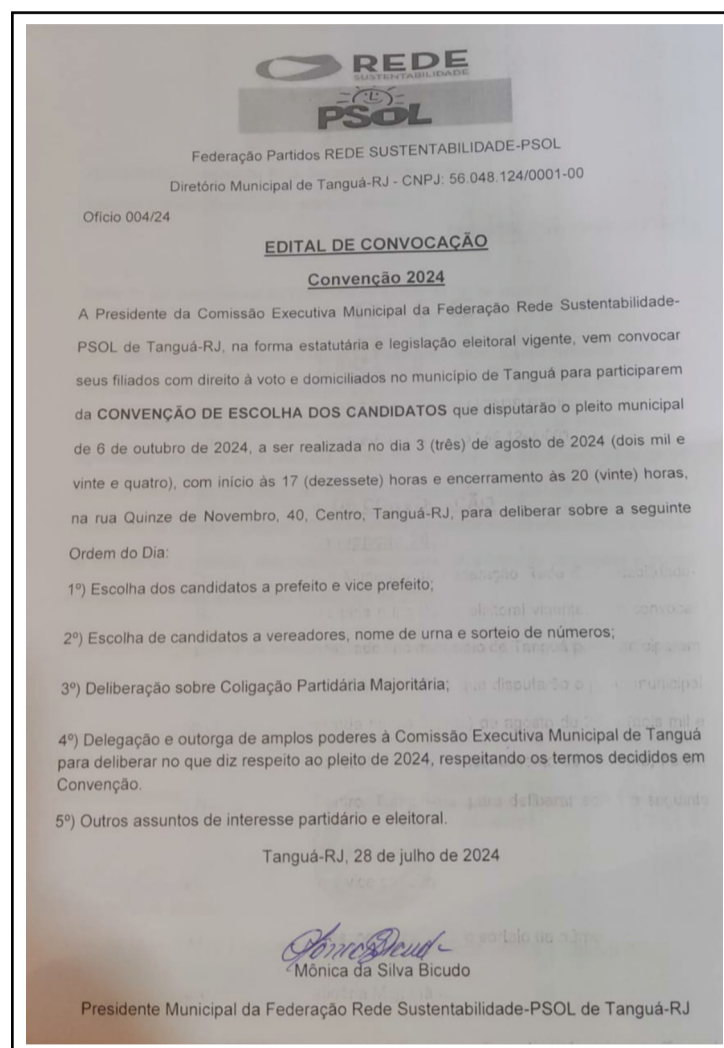 REDE
SUSTENTABILIDADE
PSOL
Federação Partidos REDE SUSTENTABILIDADE-PSOL
Diretório Municipal de Tanguá-RJ - CNPJ: 56.048.124/0001-00
Ofício 004/24
EDITAL DE CONVOCAÇÃO
Convenção 2024
A Presidente da Comissão Executiva Municipal da Federação Rede Sustentabilidade-
PSOL de Tanguá-RJ, na forma estatutária e legislação eleitoral vigente, vem convocar
seus filiados com direito à voto e domiciliados no município de Tanguá para participarem
da CONVENÇÃO DE ESCOLHA DOS CANDIDATOS que disputarão o pleito municipal
de 6 de outubro de 2024, a ser realizada no dia 3 (três) de agosto de 2024 (dois mil e
vinte e quatro), com início às 17 (dezessete) horas e encerramento às 20 (vinte) horas,
na rua Quinze de Novembro, 40, Centro, Tanguá-RJ, para deliberar sobre a seguinte
Ordem do Dia:
1º) Escolha dos candidatos a prefeito e vice prefeito;
2º) Escolha de candidatos a vereadores, nome de urna e sorteio de números;
3º) Deliberação sobre Coligação Partidária Majoritária;
4º) Delegação e outorga de amplos poderes à Comissão Executiva Municipal de Tanguá
para deliberar no que diz respeito ao pleito de 2024, respeitando os termos decididos em
Convenção.
5º) Outros assuntos de interesse partidário e eleitoral.
Tanguá-RJ, 28 de julho de 2024
Mônica da Silva Bicudo
Presidente Municipal da Federação Rede Sustentabilidade-PSOL de Tanguá-RJ